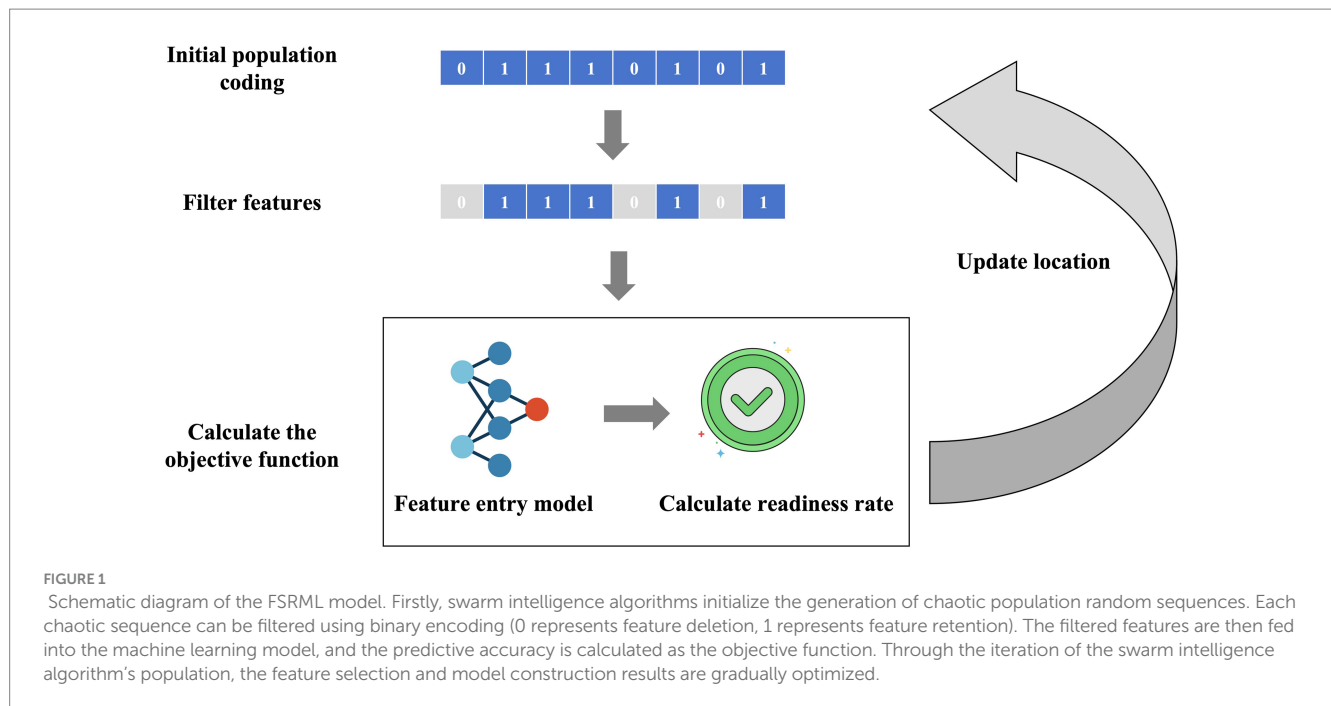 Initial population
coding
0 1 1 1 0 1 0 1
Filter features
0 1 1 1 0 1 0 1
Update location
Calculate the
objective function
Feature entry model
Calculate readiness rate
FIGURE 1
Schematic diagram of the FSRML model. Firstly, swarm intelligence algorithms initialize the generation of chaotic population random sequences. Each
chaotic sequence can be filtered using binary encoding (0 represents feature deletion, 1 represents feature retention). The filtered features are then fed
into the machine learning model, and the predictive accuracy is calculated as the objective function. Through the iteration of the swarm intelligence
algorithm’s population, the feature selection and model construction results are gradually optimized.